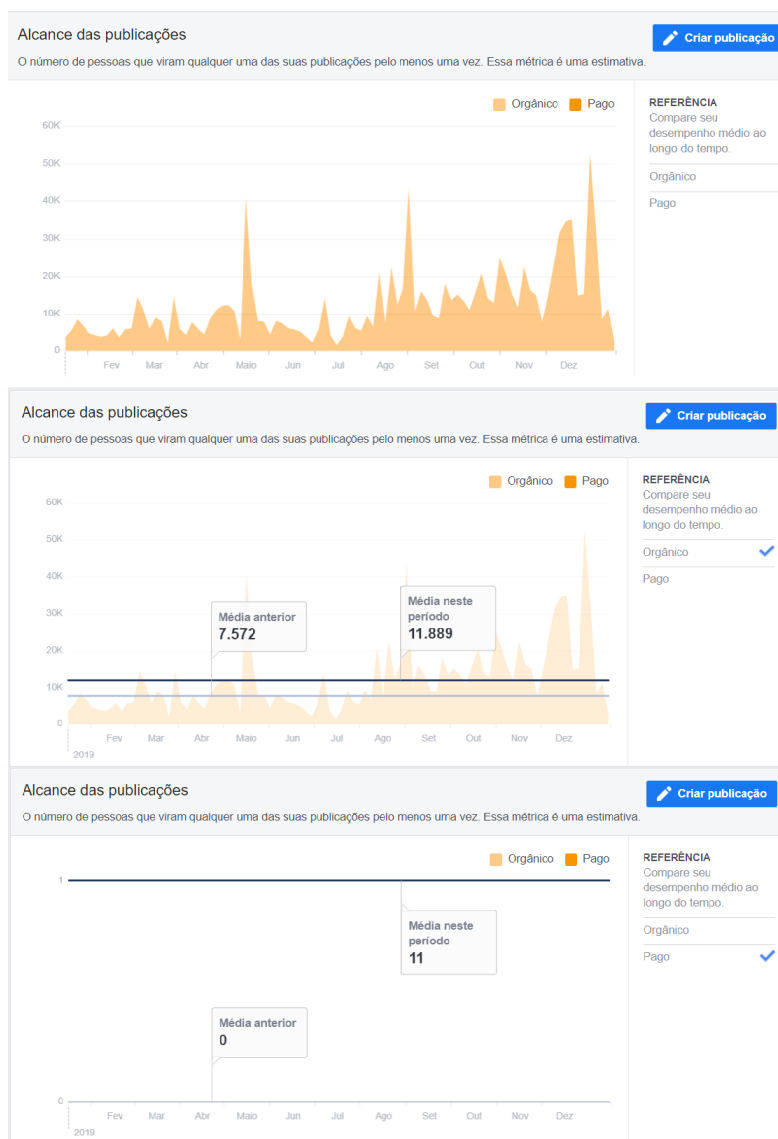 Alcance das publicações
Criar publicação
O número de pessoas que viram qualquer uma das suas publicações pelo menos uma vez. Essa métrica é uma estimativa.
Orgânico Pago
REFERÊNCIA
Compare seu
desempenho médio ao
longo do tempo.
Orgânico
Pago
60K
50K
40K
30K
20K
10K
0
Fev Mar Abr Maio Jun Jul Ago Set Out Nov Dez
Alcance das publicações
Criar publicação
O número de pessoas que viram qualquer uma das suas publicações pelo menos uma vez. Essa métrica é uma estimativa.
Orgânico Pago
REFERÊNCIA
Compare seu
desempenho médio ao
longo do tempo.
Orgânico
Pago
60K
50K
40K
30K
20K
10K
0
Média anterior
7.572
Média neste
período
11.889
Fev Mar Abr Maio Jun Jul Ago Set Out Nov Dez
2019
Alcance das publicações
Criar publicação
O número de pessoas que viram qualquer uma das suas publicações pelo menos uma vez. Essa métrica é uma estimativa.
Orgânico Pago
REFERÊNCIA
Compare seu
desempenho médio ao
longo do tempo.
Orgânico
Pago
1
Média neste
período
11
Média anterior
0
0
Fev Mar Abr Maio Jun Jul Ago Set Out Nov Dez
2019